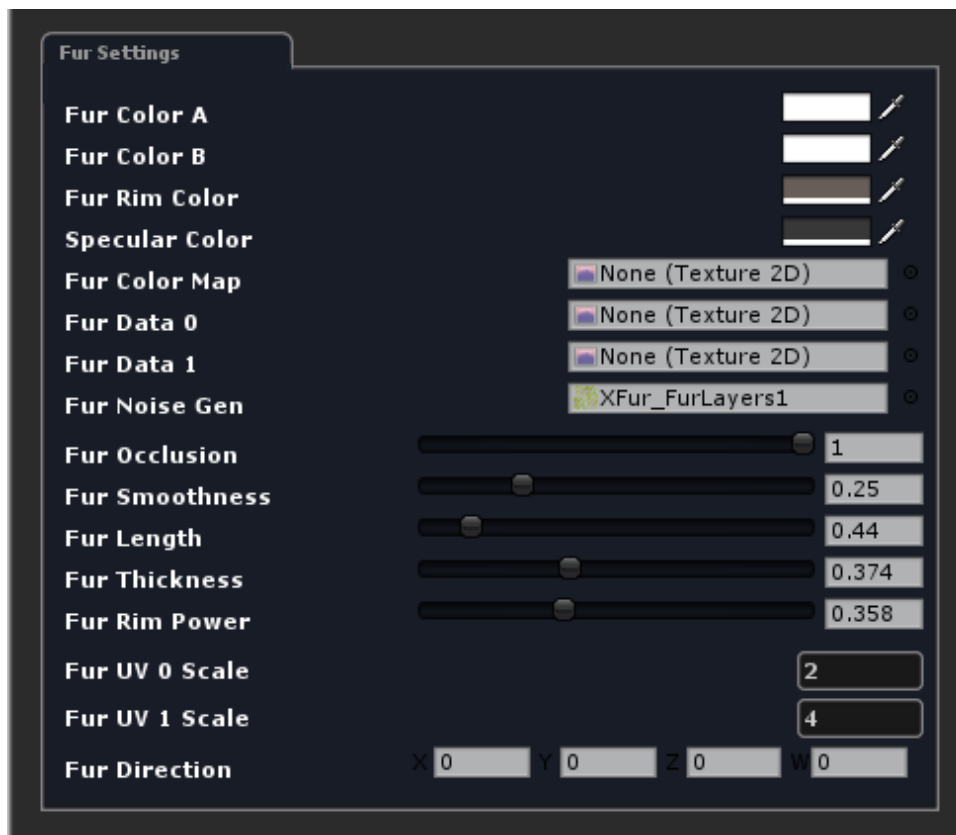 Fur Settings
Fur Color A
Fur Color B
Fur Rim Color
Specular Color
Fur Color Map None (Texture 2D)
Fur Data 0 None (Texture 2D)
Fur Data 1 None (Texture 2D)
Fur Noise Gen XFur_FurLayers1
Fur Occlusion 1
Fur Smoothness 0.25
Fur Length 0.44
Fur Thickness 0.374
Fur Rim Power 0.358
Fur UV 0 Scale 2
Fur UV 1 Scale 4
Fur Direction X 0 Y 0 Z 0 W 0